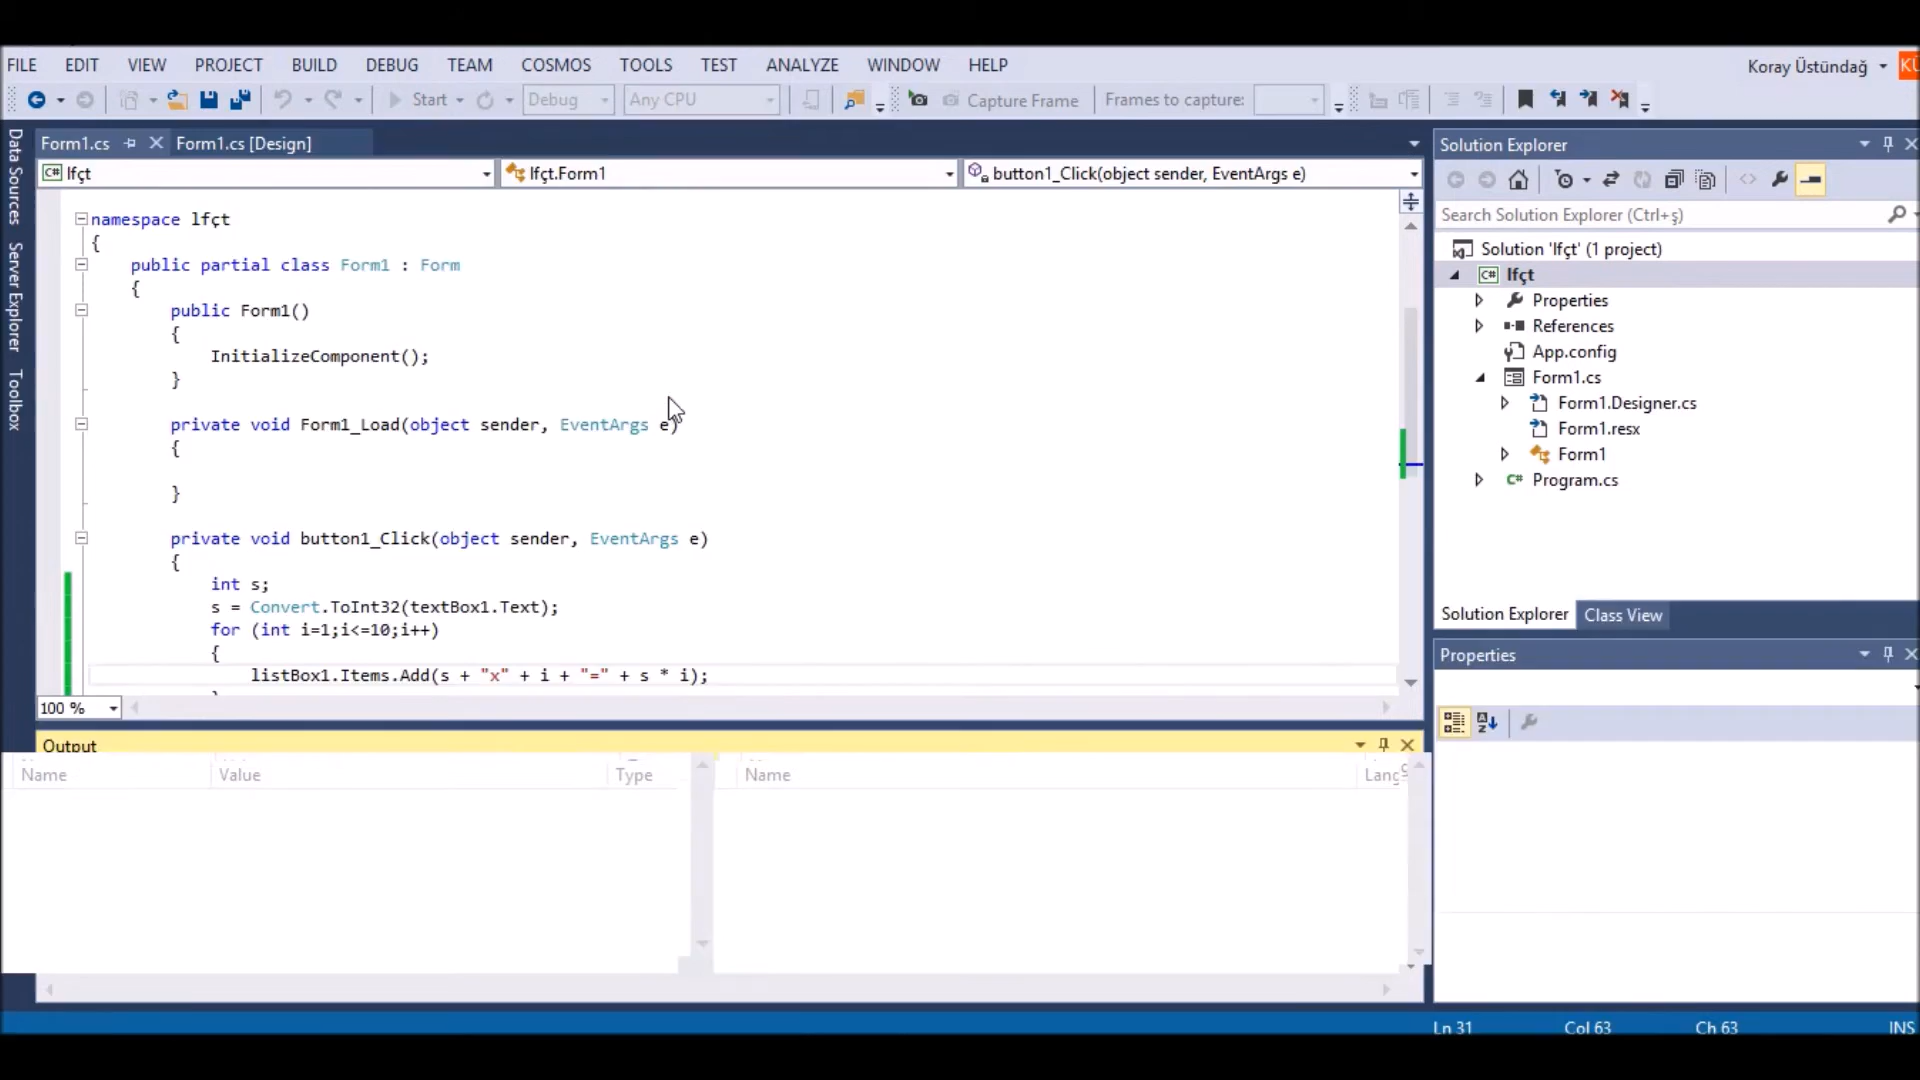 FILE EDIT VIEW PROJECT BUILD DEBUG TEAM COSMOS TOOLS TEST ANALYZE WINDOW HELP Koray Üstündağ KÜ
Start Debug Any CPU Capture Frame Frames to capture:
Data Sources
Server Explorer
Toolbox
Form1.cs Form1.cs [Design]
C# lfçt lfçt.Form1 button1_Click(object sender, EventArgs e)
namespace lfçt
{
public partial class Form1 : Form
{
public Form1()
{
InitializeComponent();
}
private void Form1_Load(object sender, EventArgs e)
{
}
private void button1_Click(object sender, EventArgs e)
{
int s;
s = Convert.ToInt32(textBox1.Text);
for (int i=1;i<=10;i++)
{
listBox1.Items.Add(s + "x" + i + "=" + s * i);
100 %
Output
Name Value Type
Name Lang
Solution Explorer
Search Solution Explorer (Ctrl+ş)
Solution 'lfçt' (1 project)
C# lfçt
Properties
References
App.config
Form1.cs
Form1.Designer.cs
Form1.resx
Form1
C# Program.cs
Solution Explorer Class View
Properties
Ln 31 Col 63 Ch 63 INS